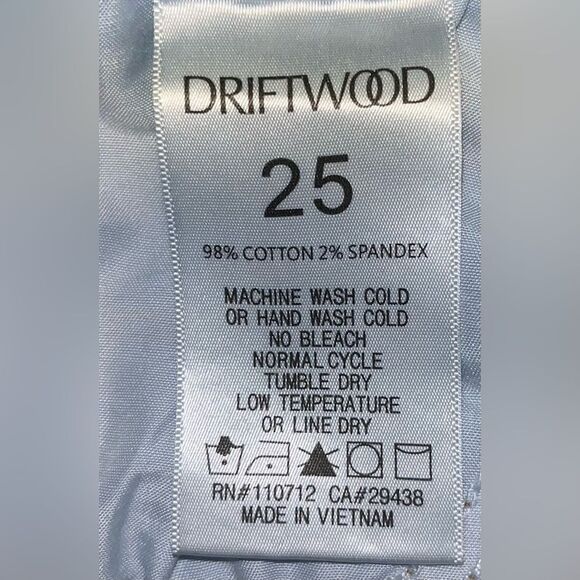 DRIFTWOOD
25
98% COTTON 2% SPANDEX
MACHINE WASH COLD
OR HAND WASH COLD
NO BLEACH
NORMAL CYCLE
TUMBLE DRY
LOW TEMPERATURE
OR LINE DRY
RN#110712 CA#29438
MADE IN VIETNAM